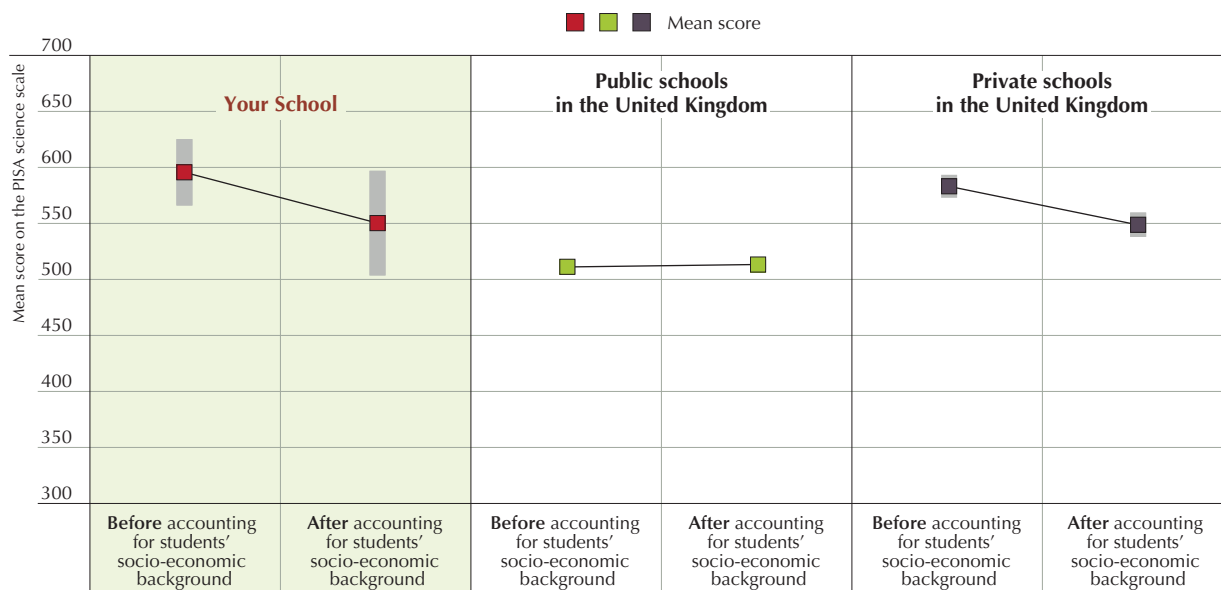 Mean score
Mean score on the PISA science scale
700
650
600
550
500
450
400
350
300
Your School
Public schools
in the United Kingdom
Private schools
in the United Kingdom
Before accounting
for students’
socio-economic
background
After accounting
for students’
socio-economic
background
Before accounting
for students’
socio-economic
background
After accounting
for students’
socio-economic
background
Before accounting
for students’
socio-economic
background
After accounting
for students’
socio-economic
background